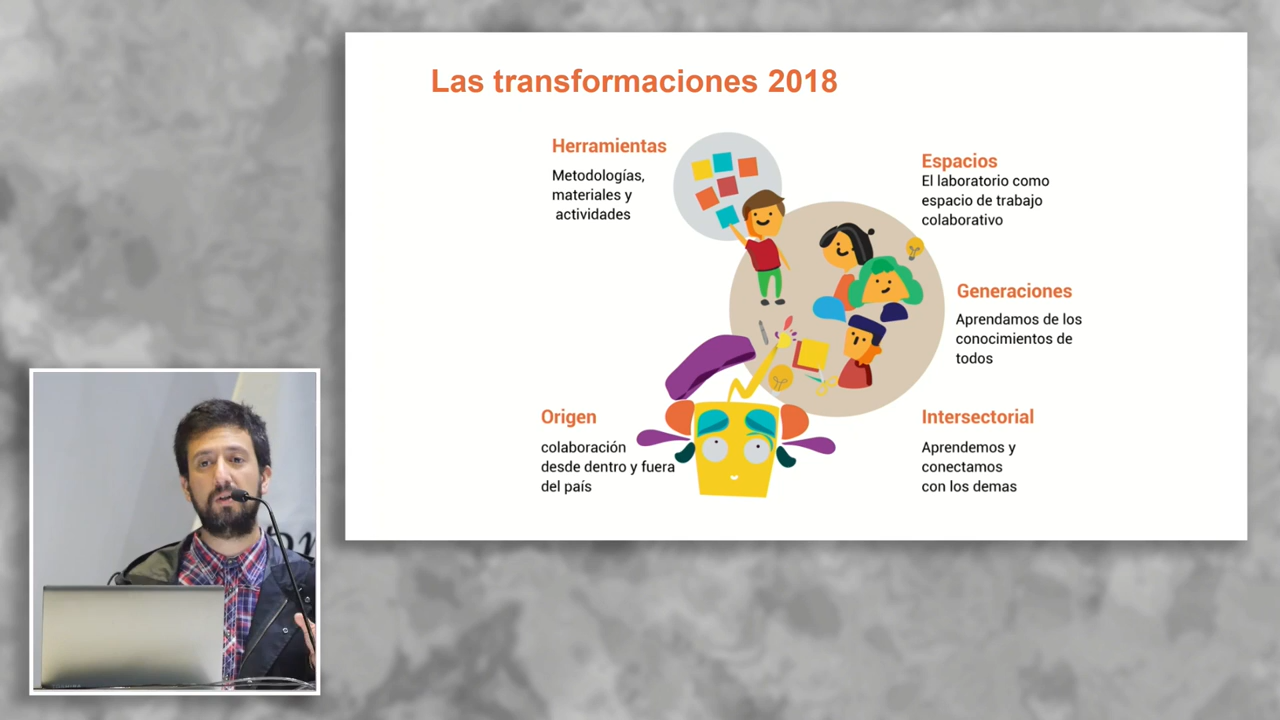 Las transformaciones 2018
Herramientas
Metodologías,
materiales y
actividades
Espacios
El laboratorio como
espacio de trabajo
colaborativo
Generaciones
Aprendamos de los
conocimientos de
todos
Origen
colaboración
desde dentro y fuera
del país
Intersectorial
Aprendemos y
conectamos
con los demas